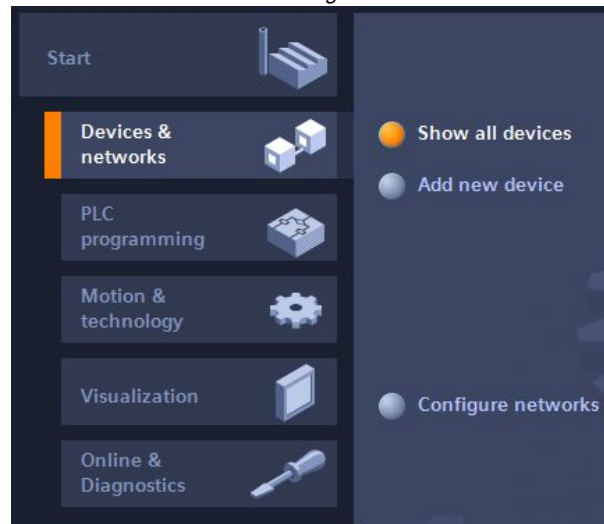 Start
Devices &
networks
PLC
programming
Motion &
technology
Visualization
Online &
Diagnostics
Show all devices
Add new device
Configure networks